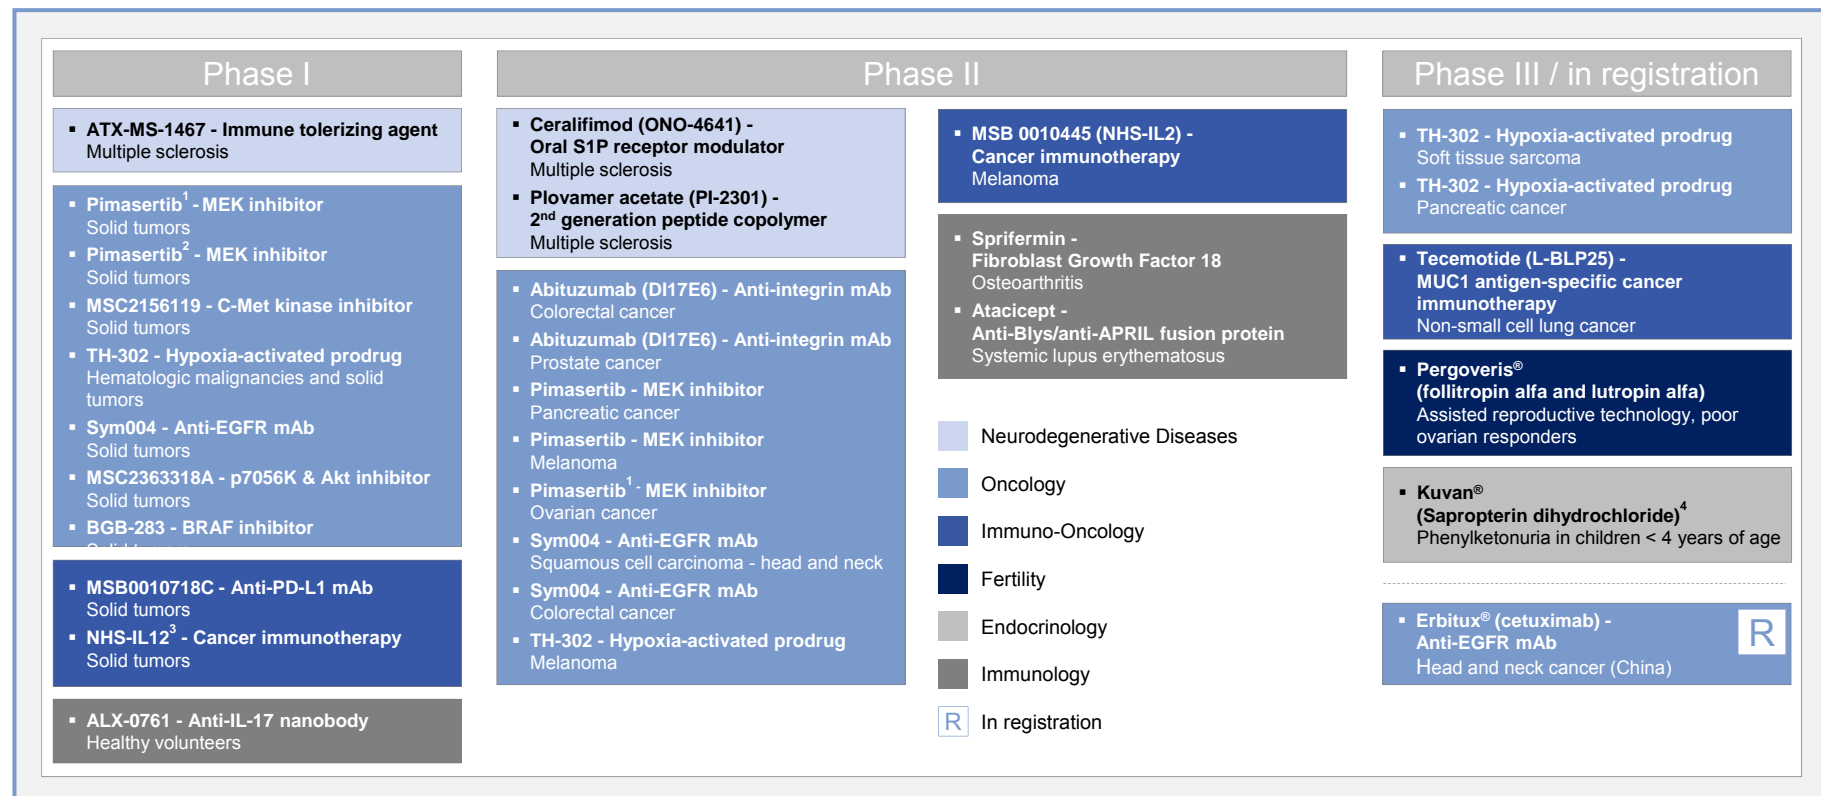 Phase I
ATX-MS-1467 - Immune tolerizing agent
Multiple sclerosis
Pimasertib1 - MEK inhibitor
Solid tumors
Pimasertib2 - MEK inhibitor
Solid tumors
MSC2156119 - C-Met kinase inhibitor
Solid tumors
TH-302 - Hypoxia-activated prodrug
Hematologic malignancies and solid
tumors
Sym004 - Anti-EGFR mAb
Solid tumors
MSC2363318A - p7056K & Akt inhibitor
Solid tumors
BGB-283 - BRAF inhibitor
MSB0010718C - Anti-PD-L1 mAb
Solid tumors
NHS-IL123 - Cancer immunotherapy
Solid tumors
ALX-0761 - Anti-IL-17 nanobody
Healthy volunteers
Phase II
Ceralifimod (ONO-4641) -
Oral S1P receptor modulator
Multiple sclerosis
Plovamer acetate (PI-2301) -
2nd generation peptide copolymer
Multiple sclerosis
Abituzumab (DI17E6) - Anti-integrin mAb
Colorectal cancer
Abituzumab (DI17E6) - Anti-integrin mAb
Prostate cancer
Pimasertib - MEK inhibitor
Pancreatic cancer
Pimasertib - MEK inhibitor
Melanoma
Pimasertib1 - MEK inhibitor
Ovarian cancer
Sym004 - Anti-EGFR mAb
Squamous cell carcinoma - head and neck
Sym004 - Anti-EGFR mAb
Colorectal cancer
TH-302 - Hypoxia-activated prodrug
Melanoma
MSB 0010445 (NHS-IL2) -
Cancer immunotherapy
Melanoma
Sprifermin -
Fibroblast Growth Factor 18
Osteoarthritis
Atacicept -
Anti-Blys/anti-APRIL fusion protein
Systemic lupus erythematosus
Neurodegenerative Diseases
Oncology
Immuno-Oncology
Fertility
Endocrinology
Immunology
R In registration
Phase III / in registration
TH-302 - Hypoxia-activated prodrug
Soft tissue sarcoma
TH-302 - Hypoxia-activated prodrug
Pancreatic cancer
Tecemotide (L-BLP25) -
MUC1 antigen-specific cancer
immunotherapy
Non-small cell lung cancer
Pergoveris®
(follitropin alfa and lutropin alfa)
Assisted reproductive technology, poor
ovarian responders
Kuvan®
(Sapropterin dihydrochloride)4
Phenylketonuria in children < 4 years of age
Erbitux® (cetuximab) -
Anti-EGFR mAb
Head and neck cancer (China)
R